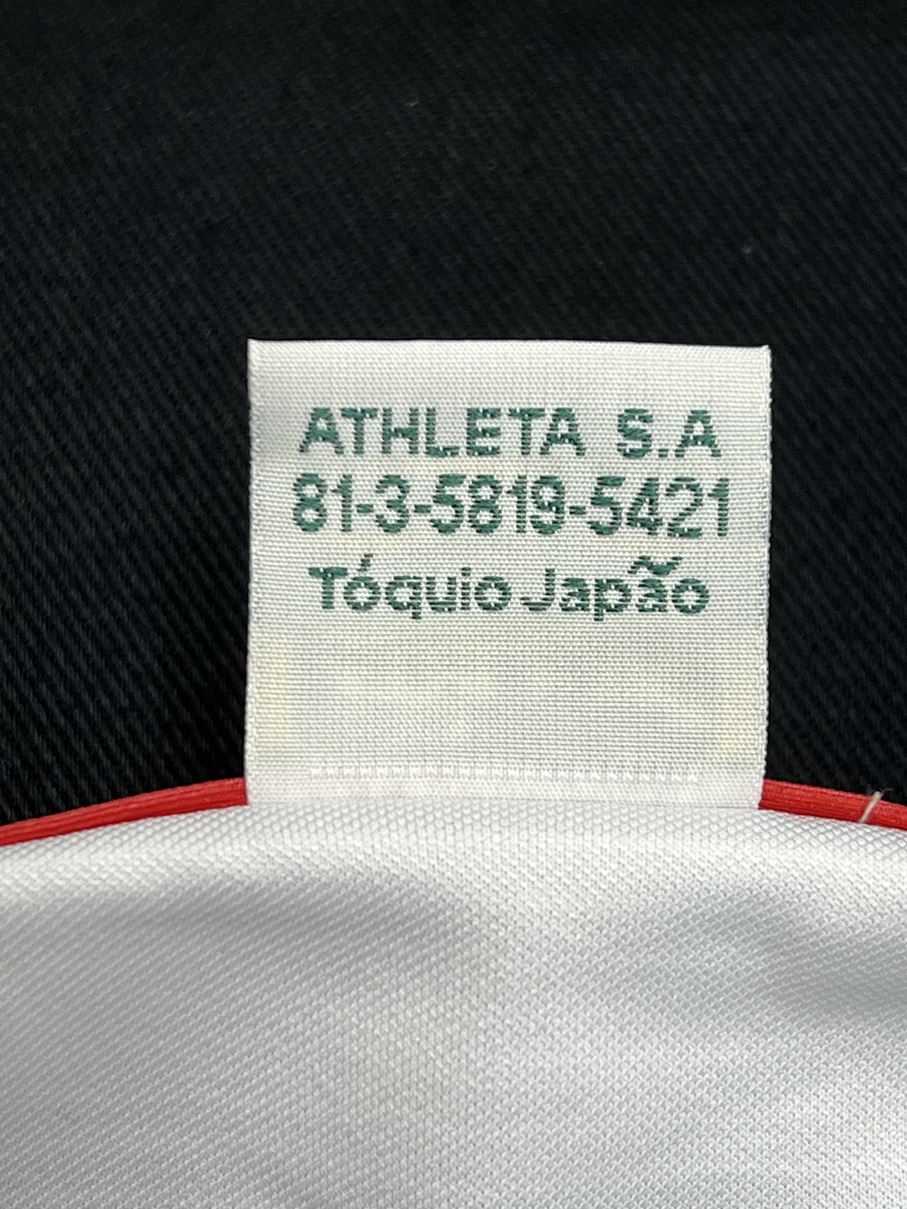 ATHLETA S.A
81-3-5819-5421
Tóquio Japão